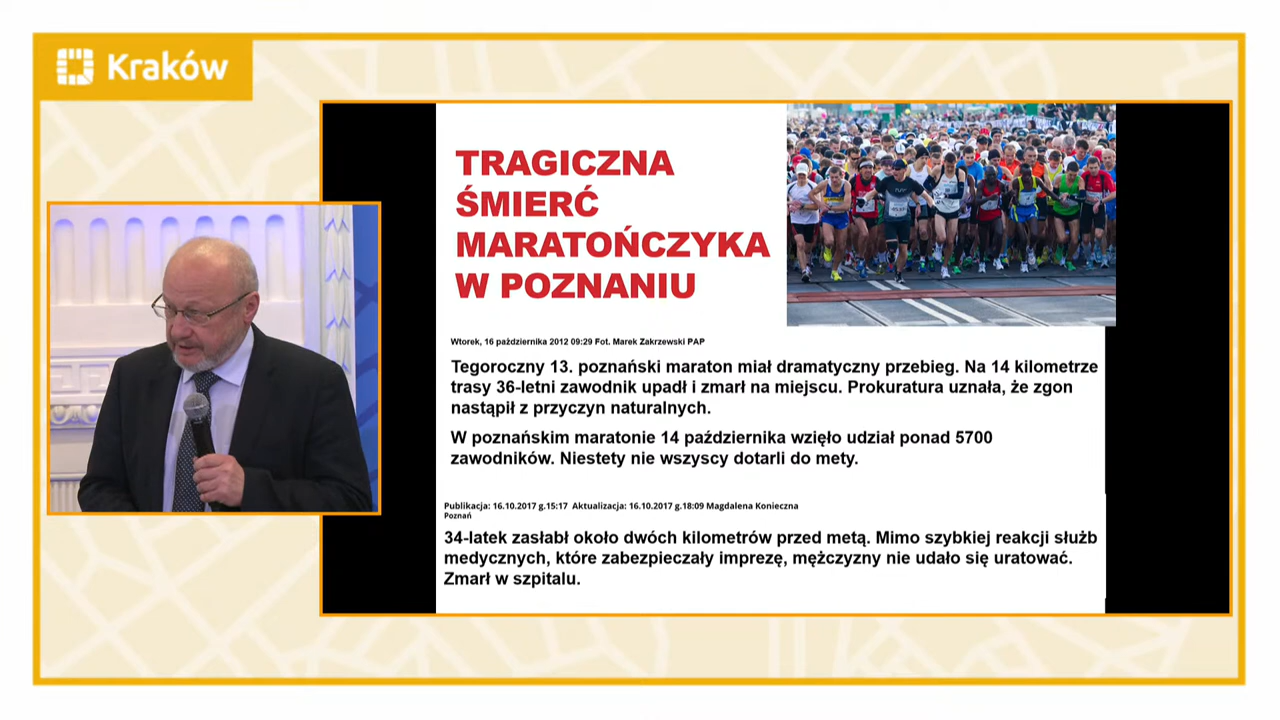 Kraków
TRAGICZNA
ŚMIERĆ
MARATOŃCZYKA
W POZNANIU
Wtorek, 16 października 2012 09:29 Fot. Marek Zakrzewski PAP
Tegoroczny 13. poznański maraton miał dramatyczny przebieg. Na 14 kilometrze
trasy 36-letni zawodnik upadł i zmarł na miejscu. Prokuratura uznała, że zgon
nastąpił z przyczyn naturalnych.
W poznańskim maratonie 14 października wzięło udział ponad 5700
zawodników. Niestety nie wszyscy dotarli do mety.
Publikacja: 16.10.2017 g.15:17 Aktualizacja: 16.10.2017 g.18:09 Magdalena Konieczna
Poznań
34-latek zasłabł około dwóch kilometrów przed metą. Mimo szybkiej reakcji służb
medycznych, które zabezpieczały imprezę, mężczyzny nie udało się uratować.
Zmarł w szpitalu.